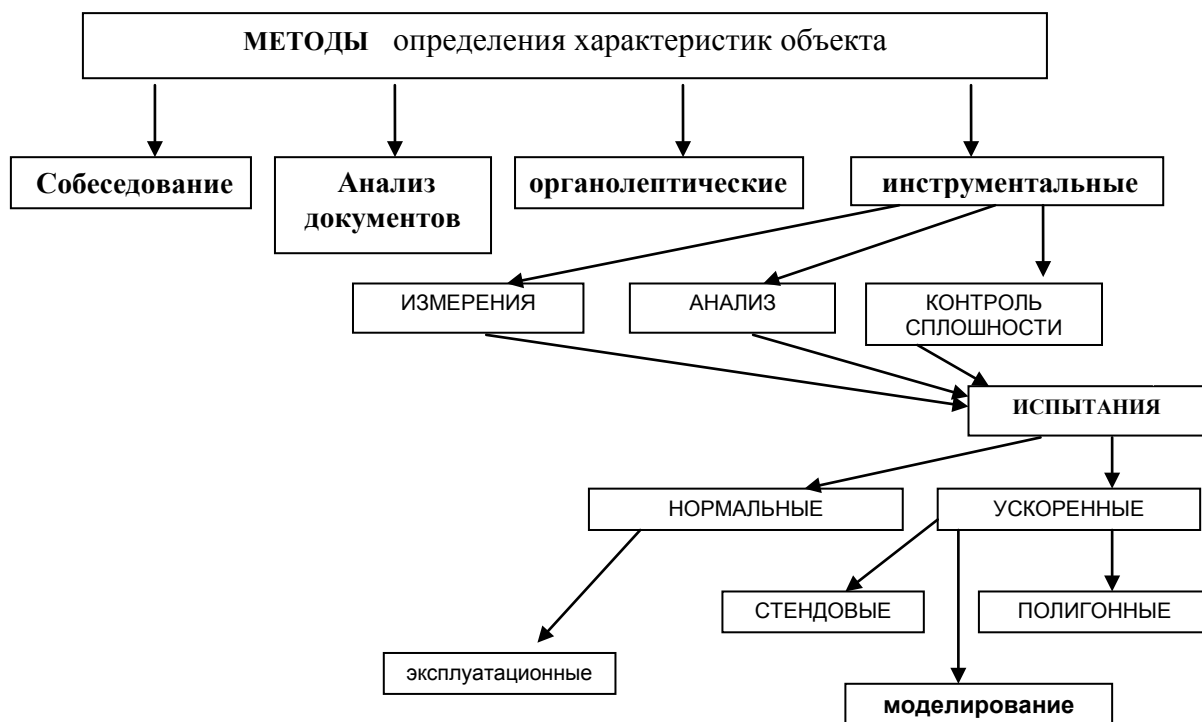 МЕТОДЫ определения характеристик объекта
Собеседование
Анализ
документов
органолептические
инструментальные
ИЗМЕРЕНИЯ
АНАЛИЗ
КОНТРОЛЬ
СПЛОШНОСТИ
ИСПЫТАНИЯ
НОРМАЛЬНЫЕ
УСКОРЕННЫЕ
СТЕНДОВЫЕ
ПОЛИГОННЫЕ
эксплуатационные
моделирование